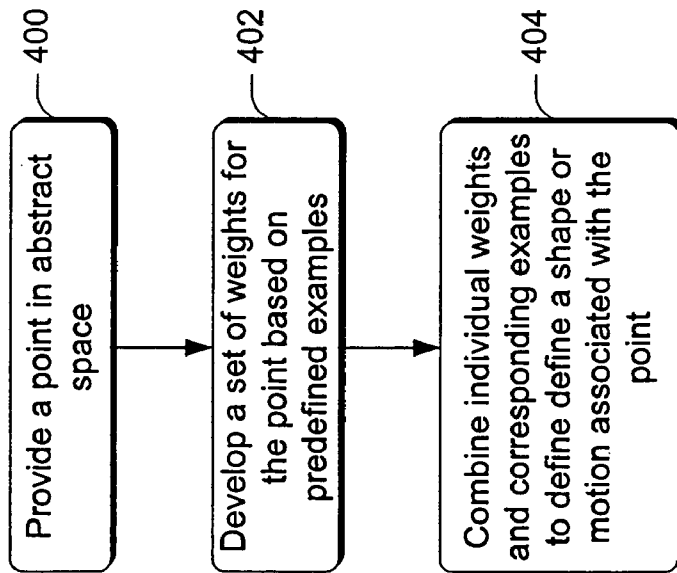 400
Provide a point in abstract
space
402
Develop a set of weights for
the point based on
predefined examples
404
Combine individual weights
and corresponding examples
to define define a shape or
motion associated with the
point